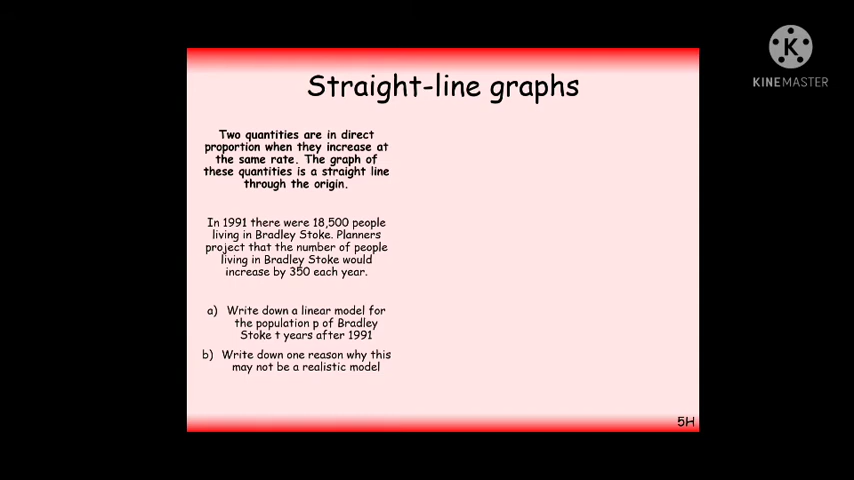 KINEMASTER
Straight-line graphs
Two quantities are in direct
proportion when they increase at
the same rate. The graph of
these quantities is a straight line
through the origin.
In 1991 there were 18,500 people
living in Bradley Stoke. Planners
project that the number of people
living in Bradley Stoke would
increase by 350 each year.
a) Write down a linear model for
the population p of Bradley
Stoke t years after 1991
b) Write down one reason why this
may not be a realistic model
5H